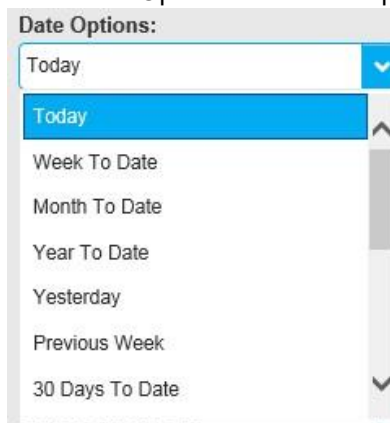 Date Options:
Today
Today
Week To Date
Month To Date
Year To Date
Yesterday
Previous Week
30 Days To Date